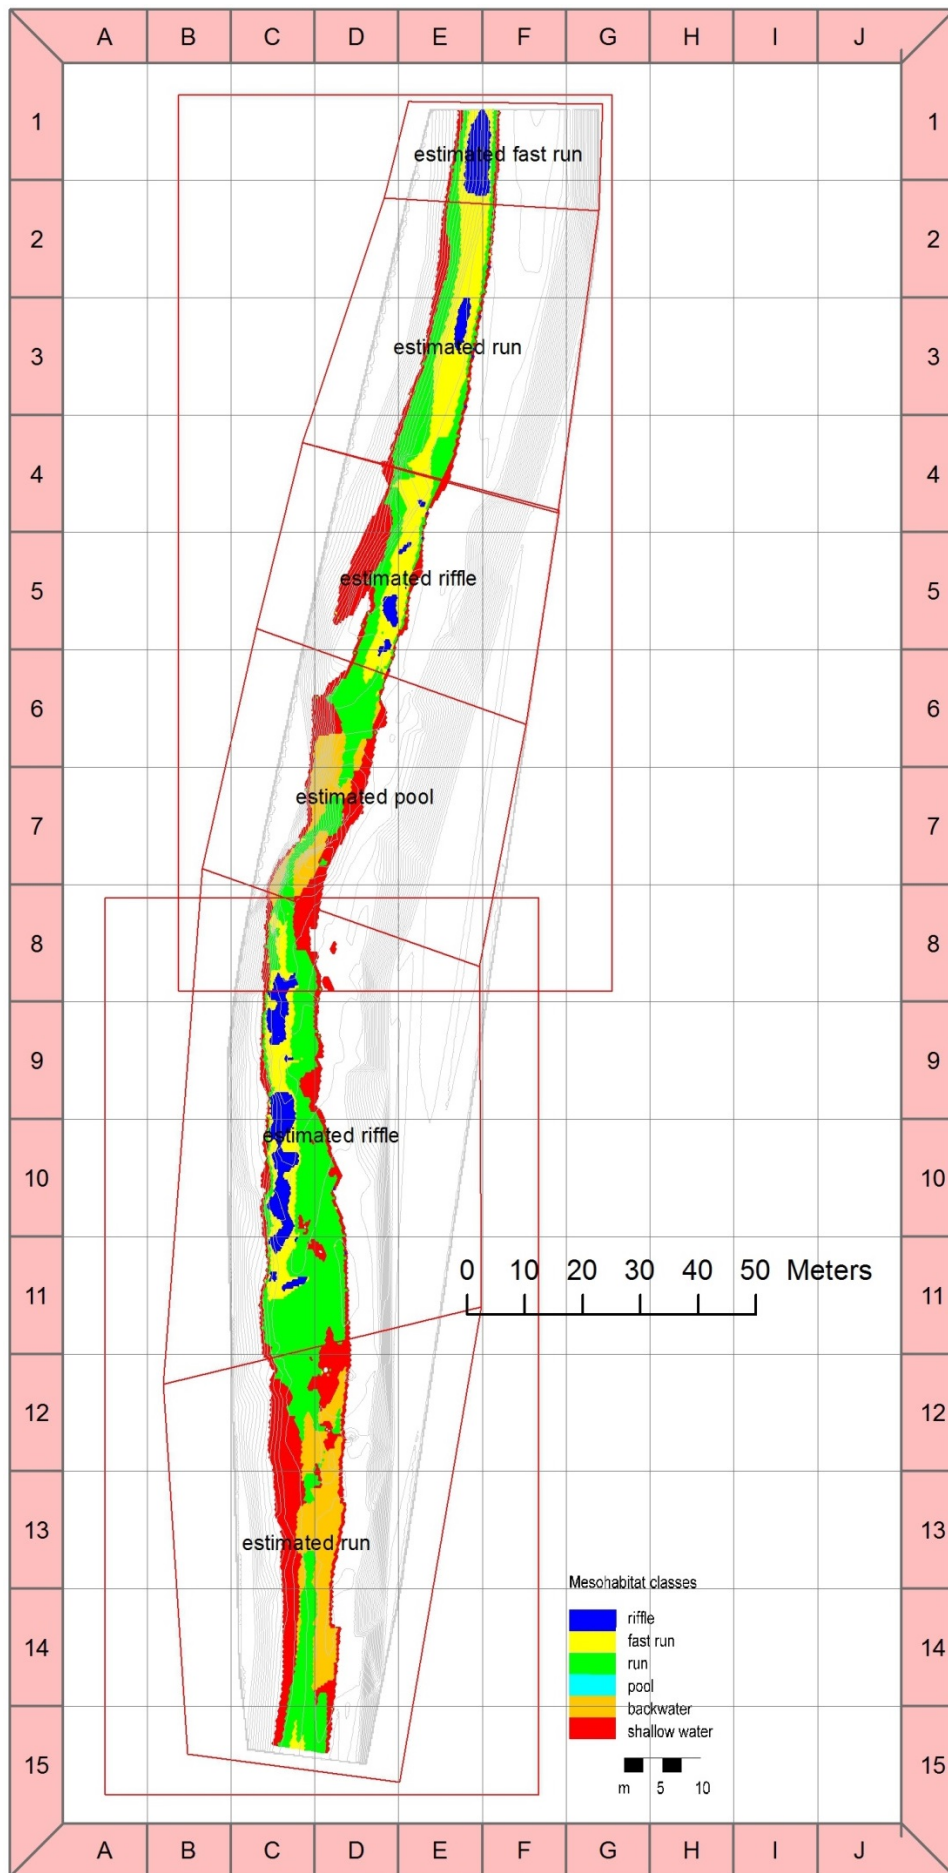 A B C D E F G H I J
1 1
estimated fast run
2 2
3 estimated run 3
4 4
5 estimated riffle 5
6 6
7 estimated pool 7
8 8
9 9
estimated riffle
10 10
0 10 20 30 40 50 Meters
11 11
12 12
13 13
estimated run
Mesohabitat classes
riffle
fast run
14 run 14
pool
backwater
shallow water
15 15
m 5 10
A B C D E F G H I J